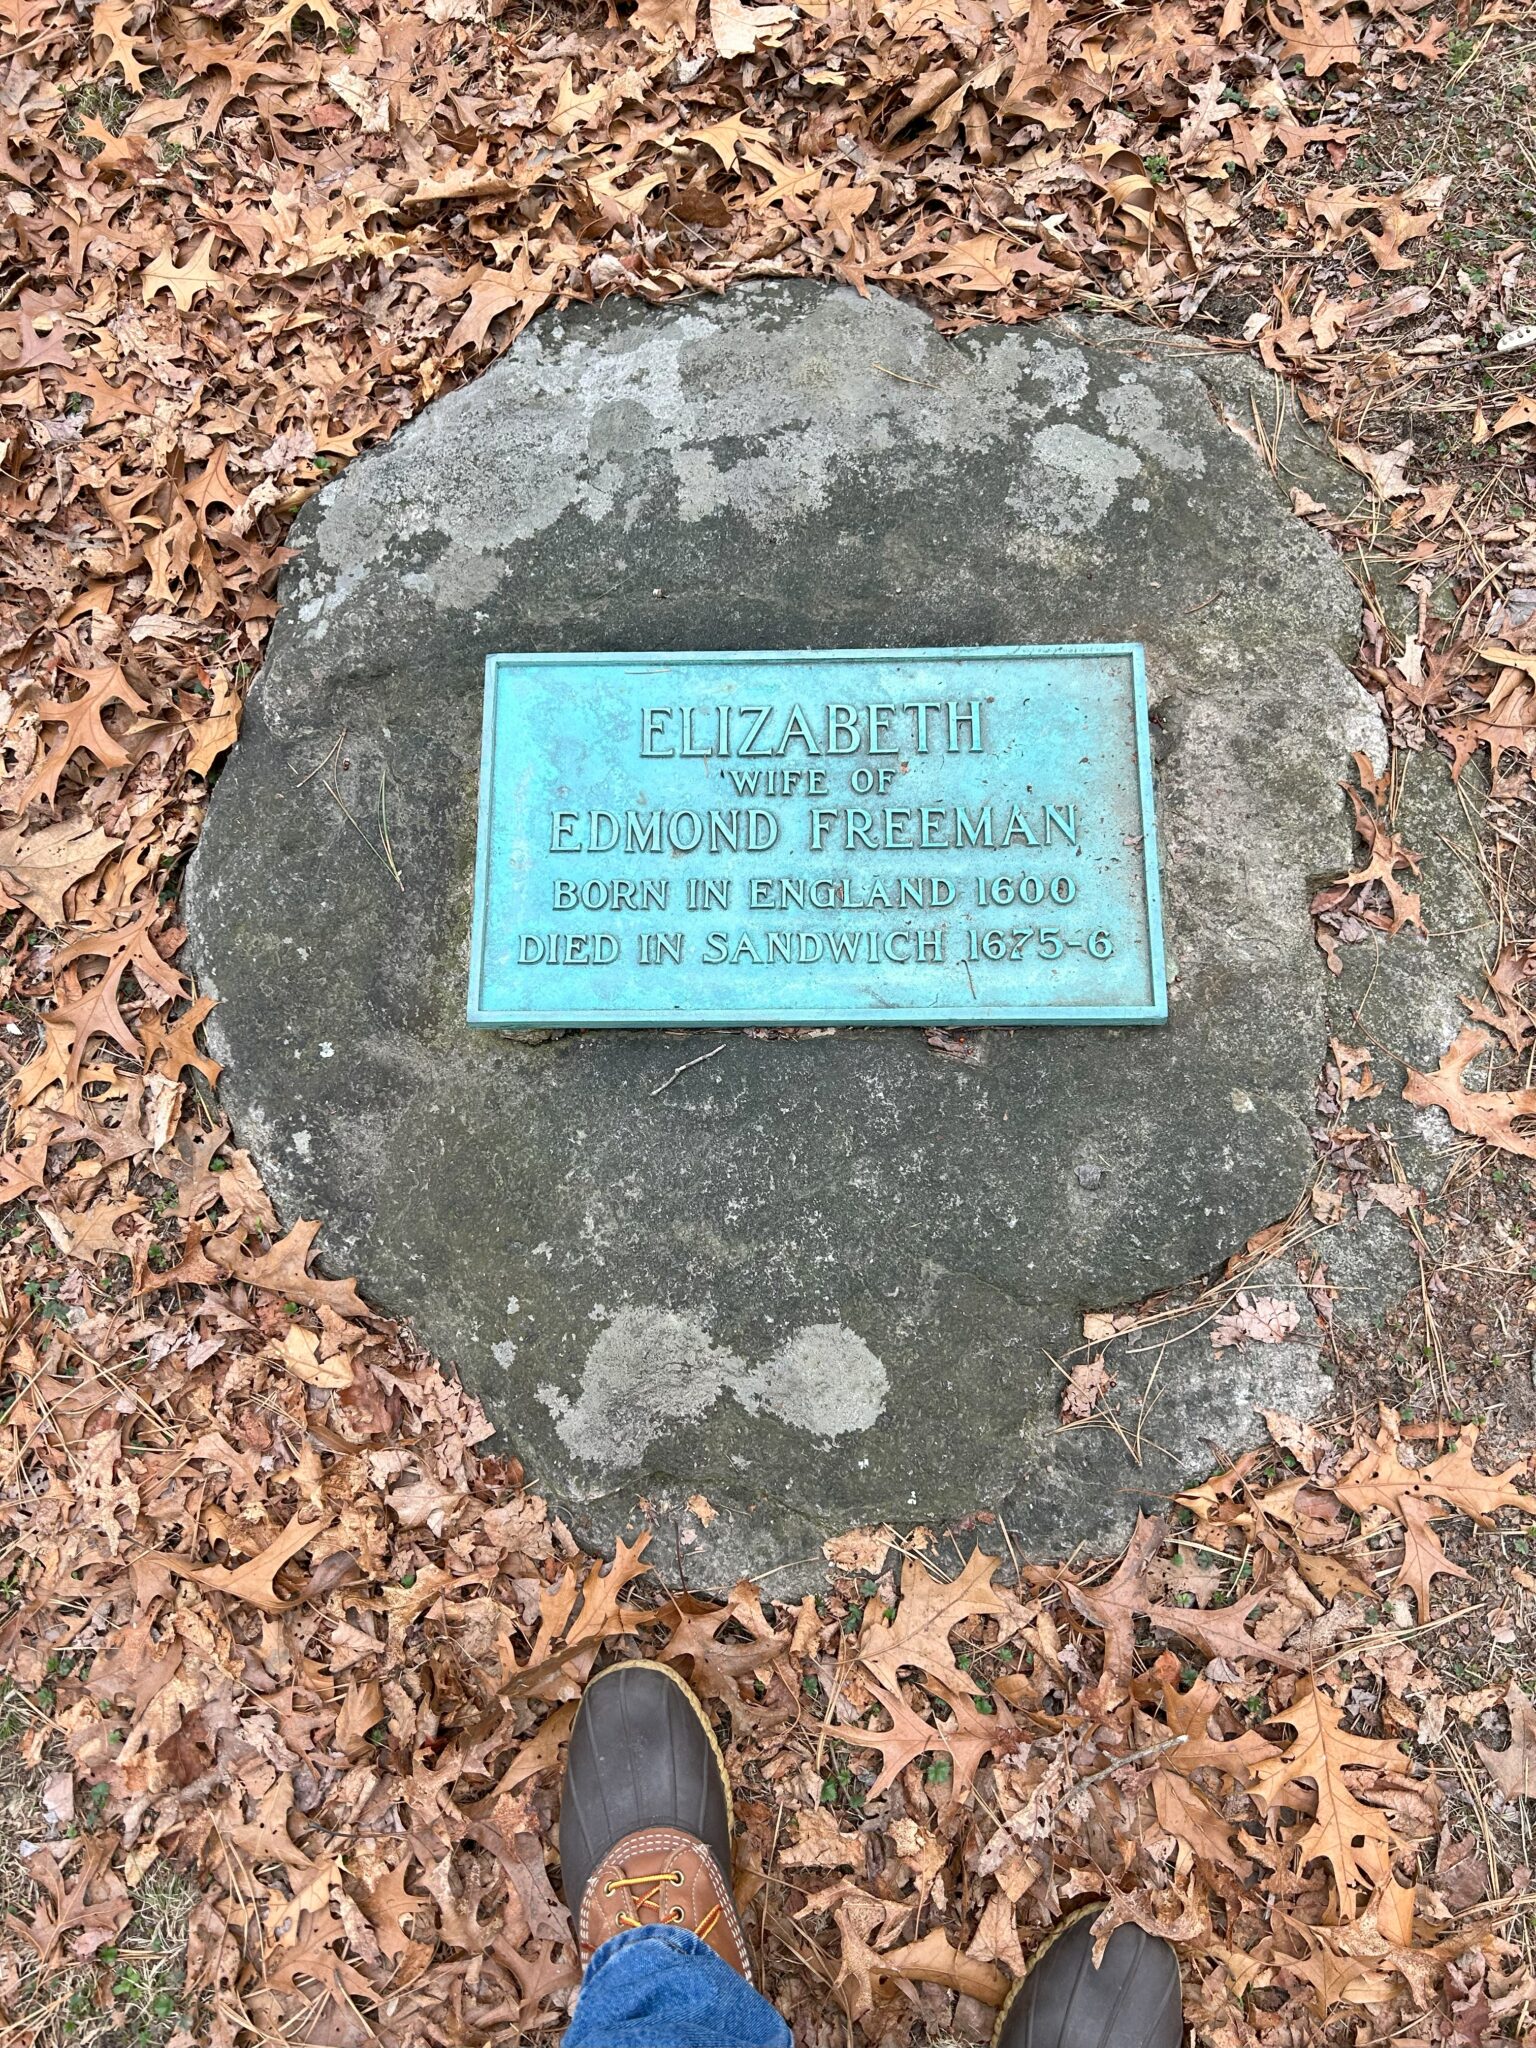 ELIZABETH
WIFE OF
EDMOND FREEMAN
BORN IN ENGLAND 1600
DIED IN SANDWICH 1675-6